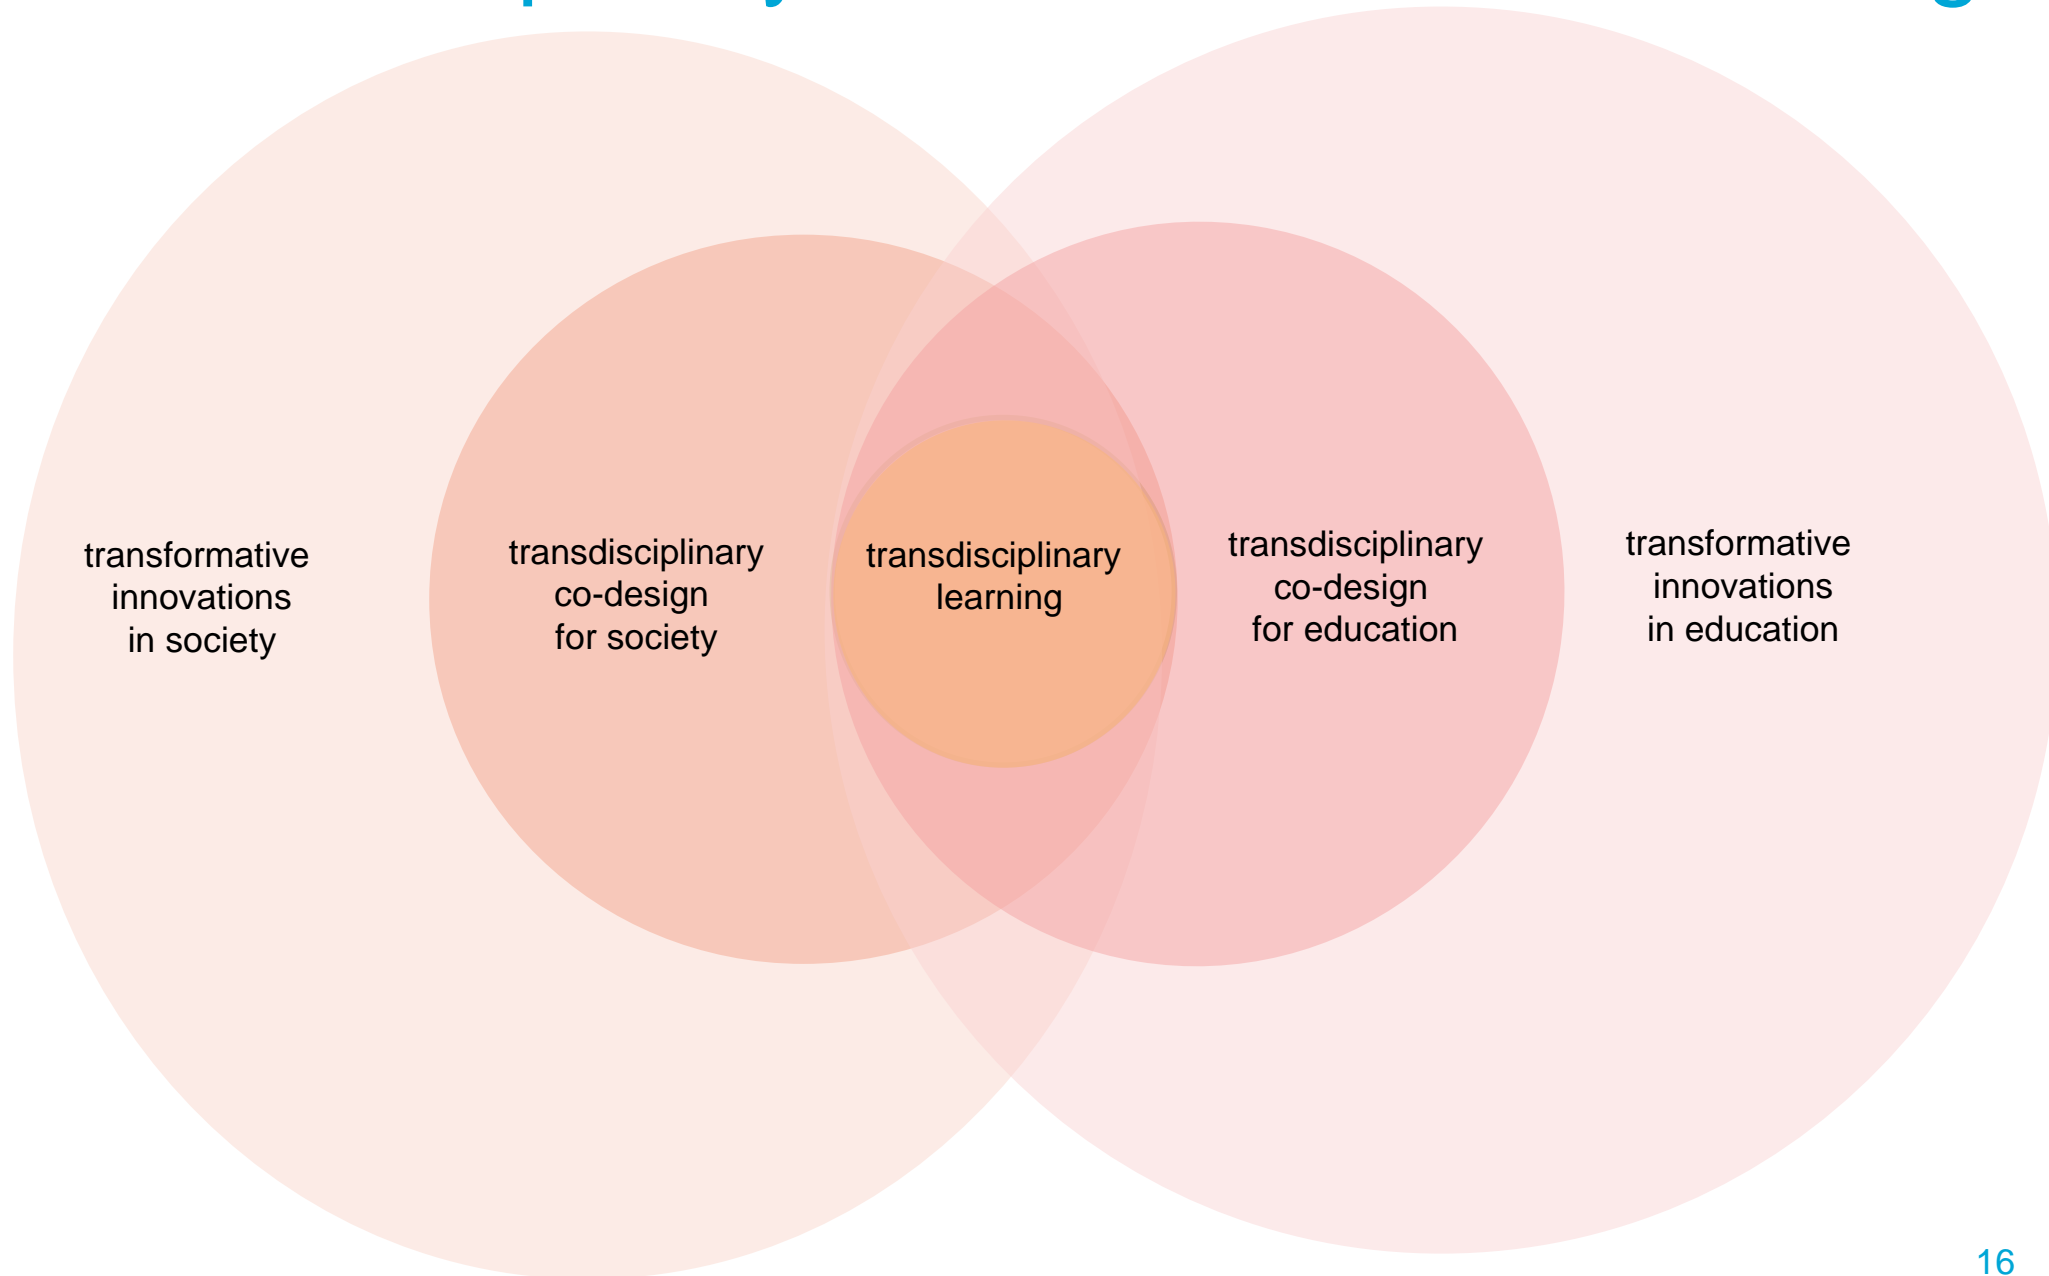 transformative
innovations
in society
transdisciplinary
co-design
for society
transdisciplinary
learning
transdisciplinary
co-design
for education
transformative
innovations
in education
16